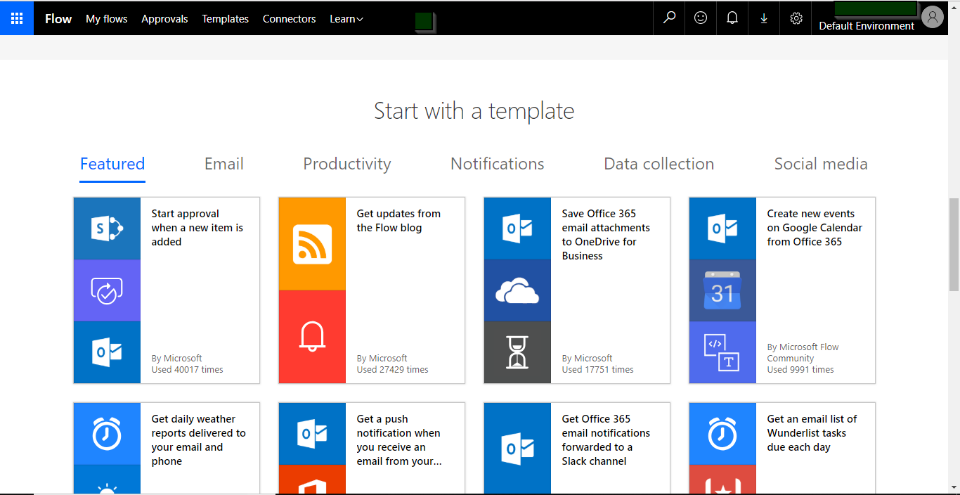 Flow My flows Approvals Templates Connectors Learn
Default Environment
Start with a template
Featured Email Productivity Notifications Data collection Social media
Start approval
when a new item is
added
By Microsoft
Used 40017 times
Get updates from
the Flow blog
By Microsoft
Used 27429 times
Save Office 365
email attachments
to OneDrive for
Business
By Microsoft
Used 17751 times
Create new events
on Google Calendar
from Office 365
31
By Microsoft Flow
Community
Used 9991 times
Get daily weather
reports delivered to
your email and
phone
Get a push
notification when
you receive an
email from your...
Get Office 365
email notifications
forwarded to a
Slack channel
Get an email list of
Wunderlist tasks
due each day